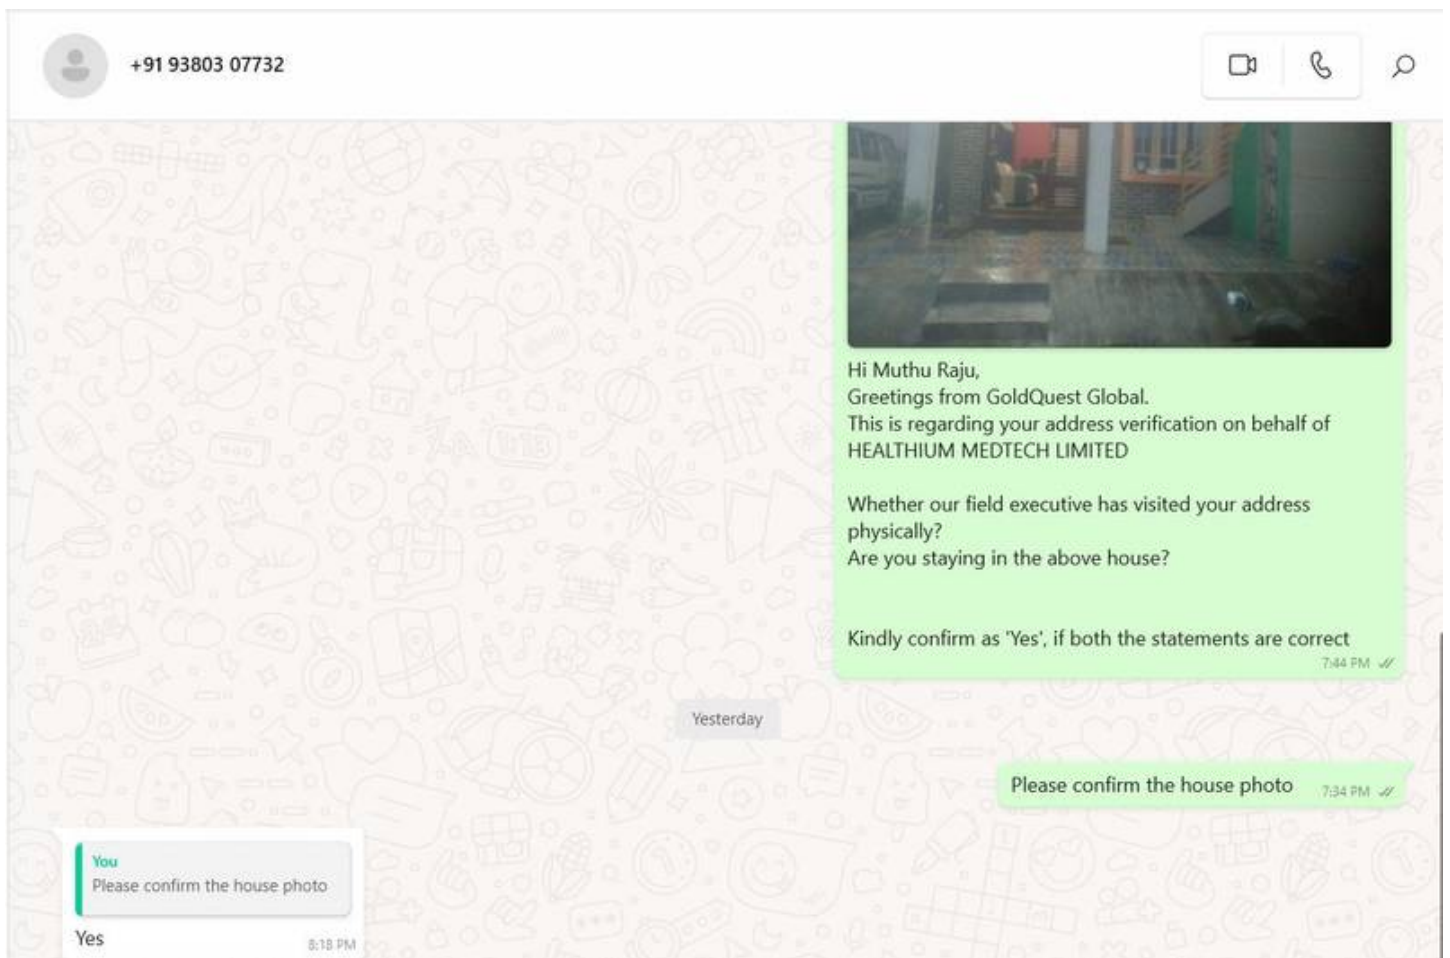 +91 93803 07732
Hi Muthu Raju,
Greetings from GoldQuest Global.
This is regarding your address verification on behalf of
HEALTHIUM MEDTECH LIMITED
Whether our field executive has visited your address
physically?
Are you staying in the above house?
Kindly confirm as 'Yes', if both the statements are correct
7:44 PM
Yesterday
Please confirm the house photo 7:34 PM
You
Please confirm the house photo
Yes 8:18 PM